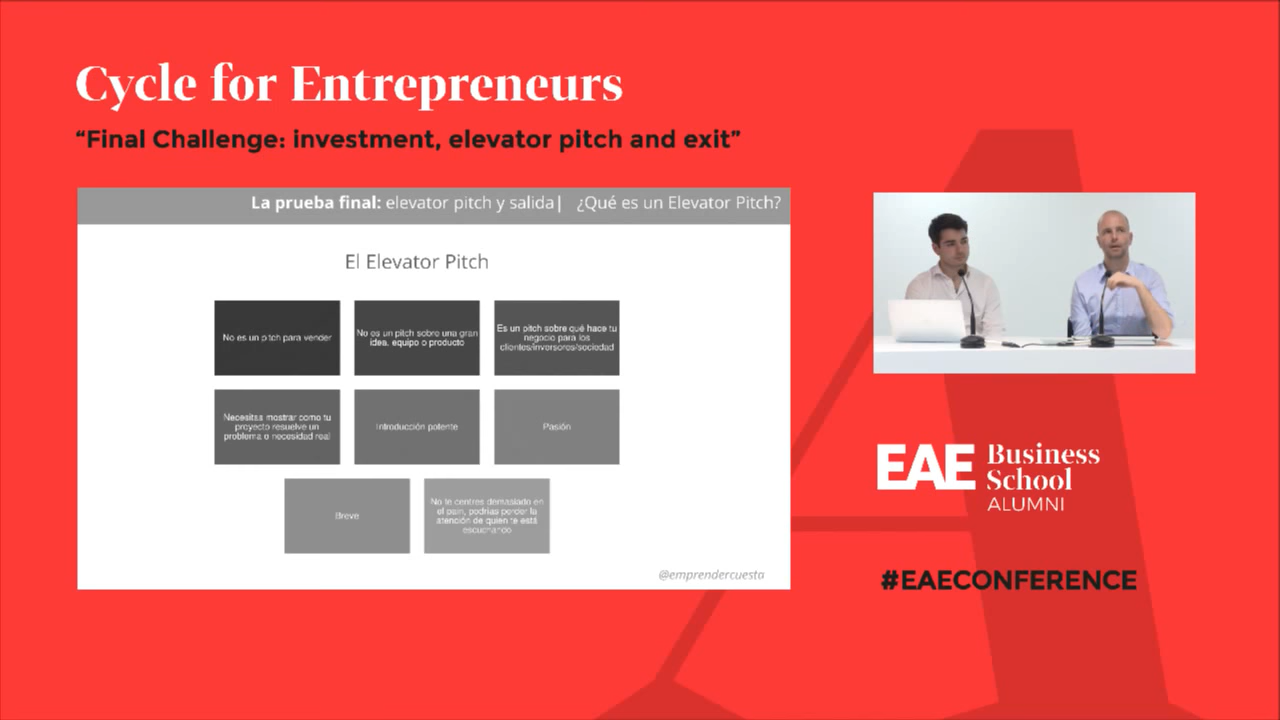 Cycle for Entrepreneurs
“Final Challenge: investment, elevator pitch and exit”
La prueba final: elevator pitch y salida| ¿Qué es un Elevator Pitch?
El Elevator Pitch
No es un pitch para vender
No es un pitch sobre una gran
idea, equipo o producto
Es un pitch sobre qué hace tu
negocio para los
clientes/inversores/sociedad
Necesitas mostrar como tu
proyecto resuelve un
problema o necesidad real
Introducción potente
Pasión
Breve
No te centres demasiado en
el pain, podrías perder la
atención de quien te está
escuchando
@emprendercuesta
EAE Business
School
ALUMNI
#EAECONFERENCE